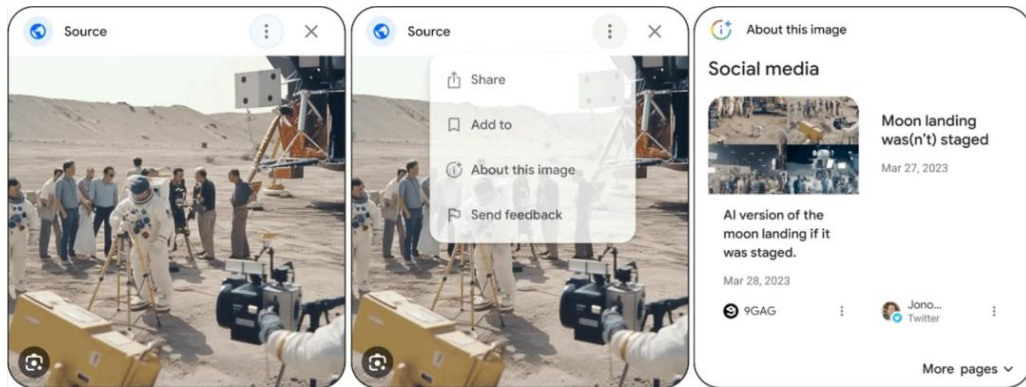 Source
Source
Share
Add to
About this image
Send feedback
About this image
Social media
Moon landing
was(n't) staged
Mar 27, 2023
AI version of the
moon landing if it
was staged.
Mar 28, 2023
9GAG
Jono...
Twitter
More pages